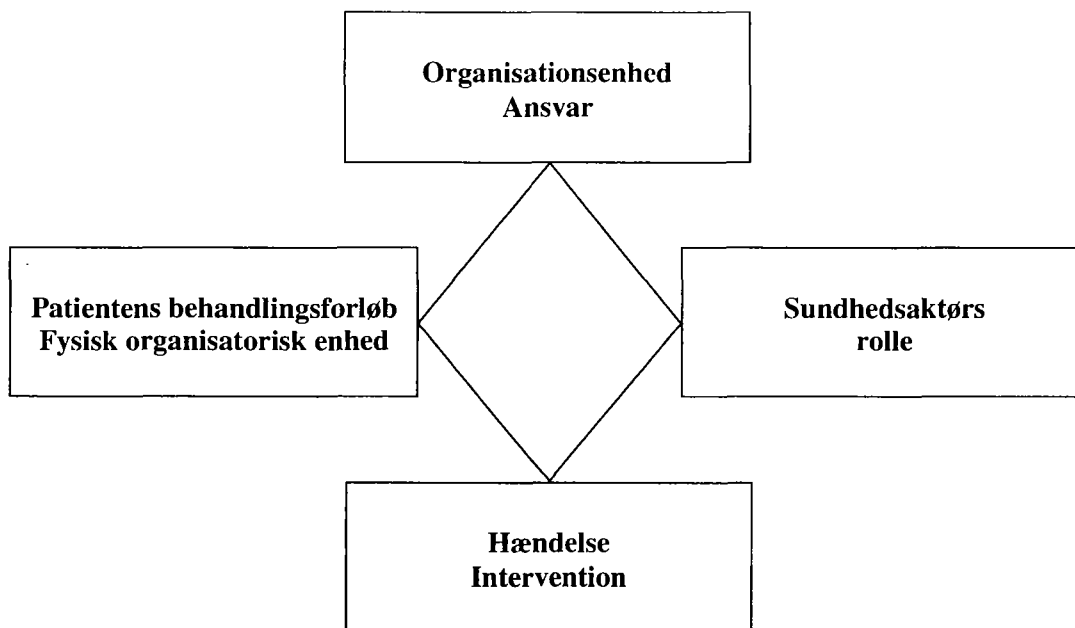 Organisationsenhed
Ansvar
Patientens behandlingsforløb
Fysisk organisatorisk enhed
Sundhedsaktørs
rolle
Hændelse
Intervention